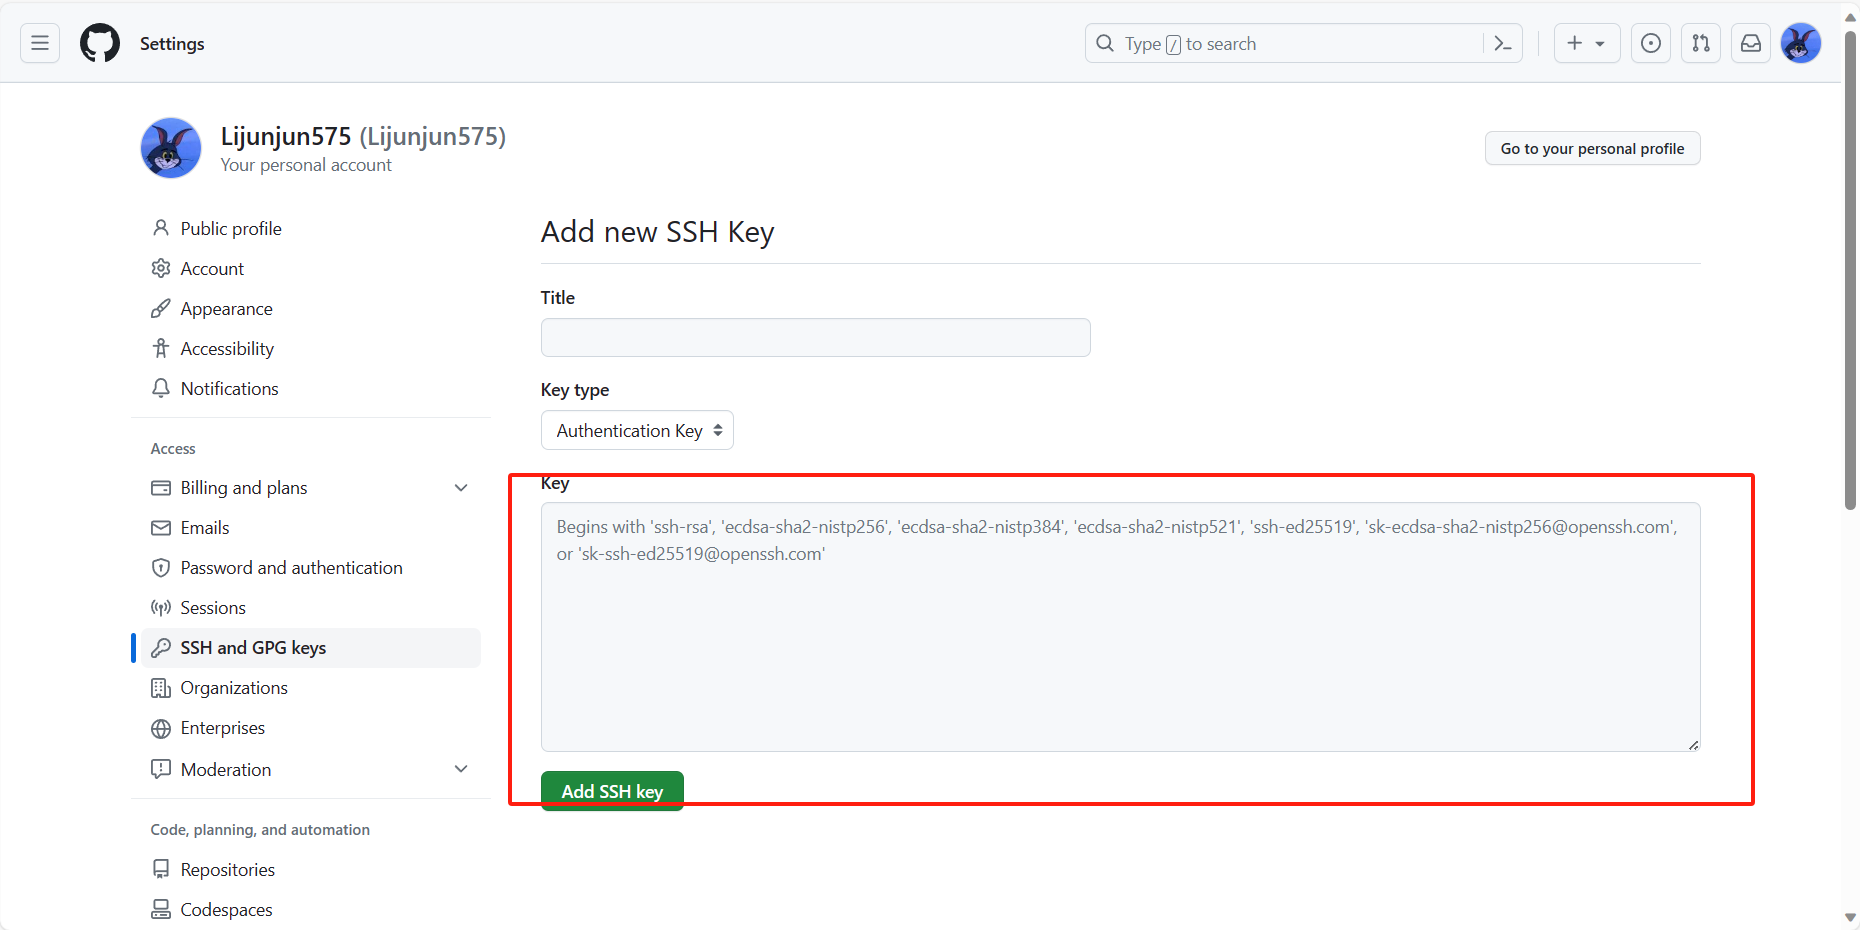 Settings
Type / to search
Lijunjun575 (Lijunjun575)
Your personal account
Go to your personal profile
Public profile
Account
Appearance
Accessibility
Notifications
Access
Billing and plans
Emails
Password and authentication
Sessions
SSH and GPG keys
Organizations
Enterprises
Moderation
Code, planning, and automation
Repositories
Codespaces
Add new SSH Key
Title
Key type
Authentication Key
Key
Begins with 'ssh-rsa', 'ecdsa-sha2-nistp256', 'ecdsa-sha2-nistp384', 'ecdsa-sha2-nistp521', 'ssh-ed25519', 'sk-ecdsa-sha2-nistp256@openssh.com',
or 'sk-ssh-ed25519@openssh.com'
Add SSH key